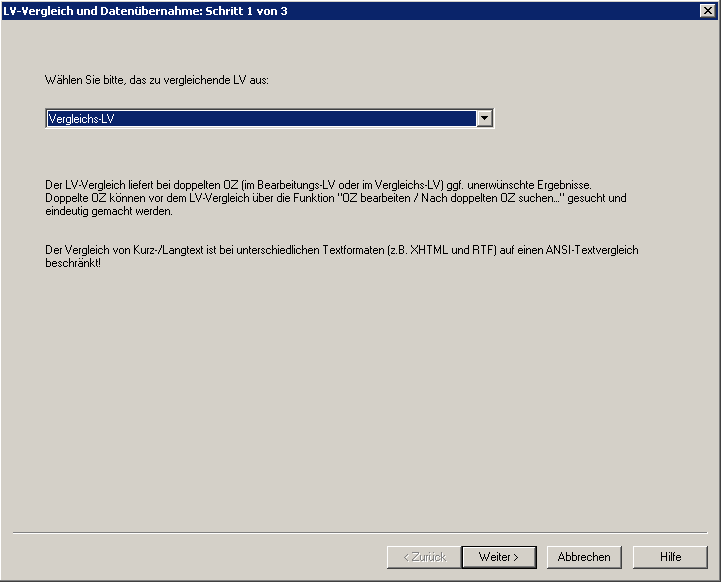 LV-Vergleich und Datenübernahme: Schritt 1 von 3
Wählen Sie bitte, das zu vergleichende LV aus:
Vergleichs-LV
Der LV-Vergleich liefert bei doppelten OZ (im Bearbeitungs-LV oder im Vergleichs-LV) ggf. unerwünschte Ergebnisse.
Doppelte OZ können vor dem LV-Vergleich über die Funktion "OZ bearbeiten / Nach doppelten OZ suchen..." gesucht und
eindeutig gemacht werden.
Der Vergleich von Kurz-/Langtext ist bei unterschiedlichen Textformaten (z.B. XHTML und RTF) auf einen ANSI-Textvergleich
beschränkt!
< Zurück Weiter > Abbrechen Hilfe